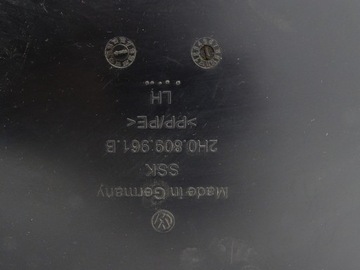 Made in Germany
SSK
2H0.809.961.B
>PP/PE<
LH